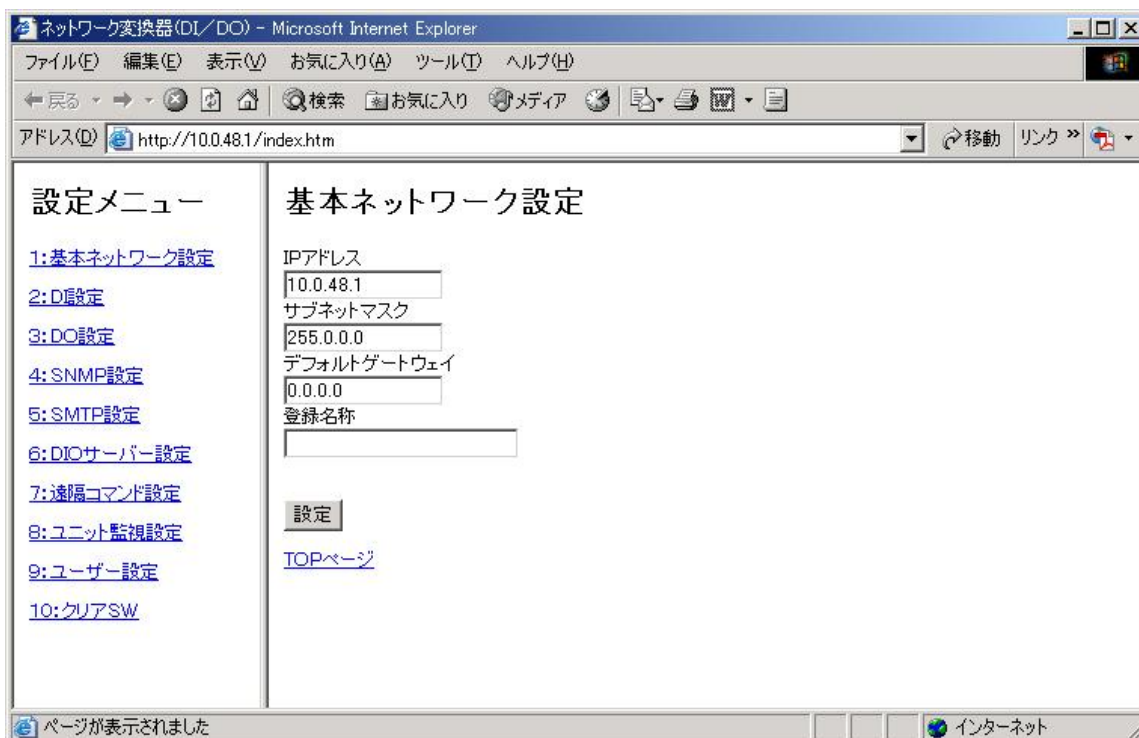 ネットワーク変換器(DI/DO) - Microsoft Internet Explorer
ファイル(F) 編集(E) 表示(V) お気に入り(A) ツール(T) ヘルプ(H)
戻る 検索 お気に入り メディア
アドレス(D) http://10.0.48.1/index.htm 移動 リンク »
設定メニュー
1:基本ネットワーク設定
2:DI設定
3:DO設定
4:SNMP設定
5:SMTP設定
6:DIOサーバー設定
7:遠隔コマンド設定
8:ユニット監視設定
9:ユーザー設定
10:クリアSW
基本ネットワーク設定
IPアドレス
10.0.48.1
サブネットマスク
255.0.0.0
デフォルトゲートウェイ
0.0.0.0
登録名称
設定
TOPページ
ページが表示されました インターネット